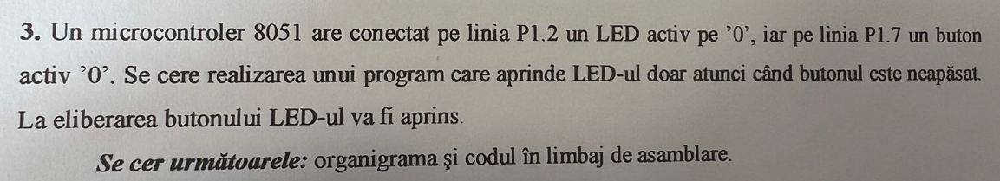 3. Un microcontroler 8051 are conectat pe linia P1.2 un LED activ pe ’0’, iar pe linia P1.7 un buton
activ ’0’. Se cere realizarea unui program care aprinde LED-ul doar atunci când butonul este neapăsat.
La eliberarea butonului LED-ul va fi aprins.
Se cer următoarele: organigrama şi codul în limbaj de asamblare.